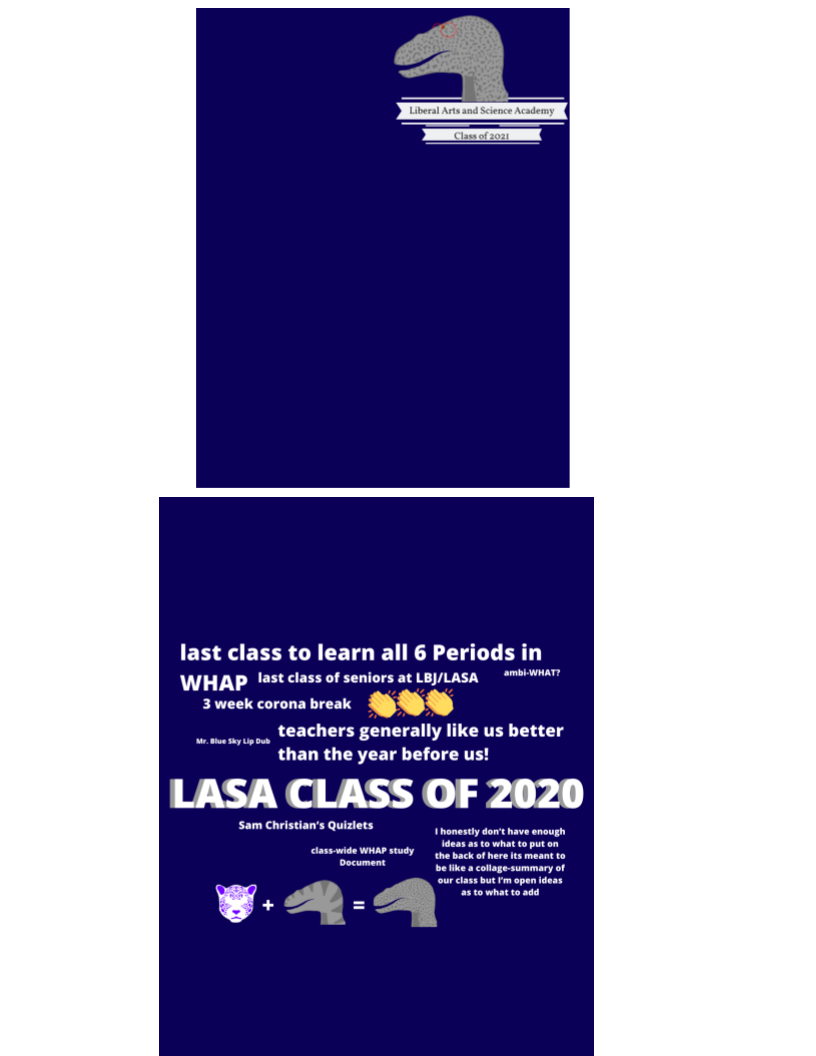 Liberal Arts and Science Academy
Class of 2021
last class to learn all 6 Periods in
WHAP
last class of seniors at LBJ/LASA
ambi-WHAT?
3 week corona break
teachers generally like us better
than the year before us!
Mr. Blue Sky Lip Dub
LASA CLASS OF 2020
Sam Christian's Quizlets
I honestly don't have enough
ideas as to what to put on
the back of here its meant to
be like a collage-summary of
our class but I'm open ideas
as to what to add
class-wide WHAP study
Document
+
=